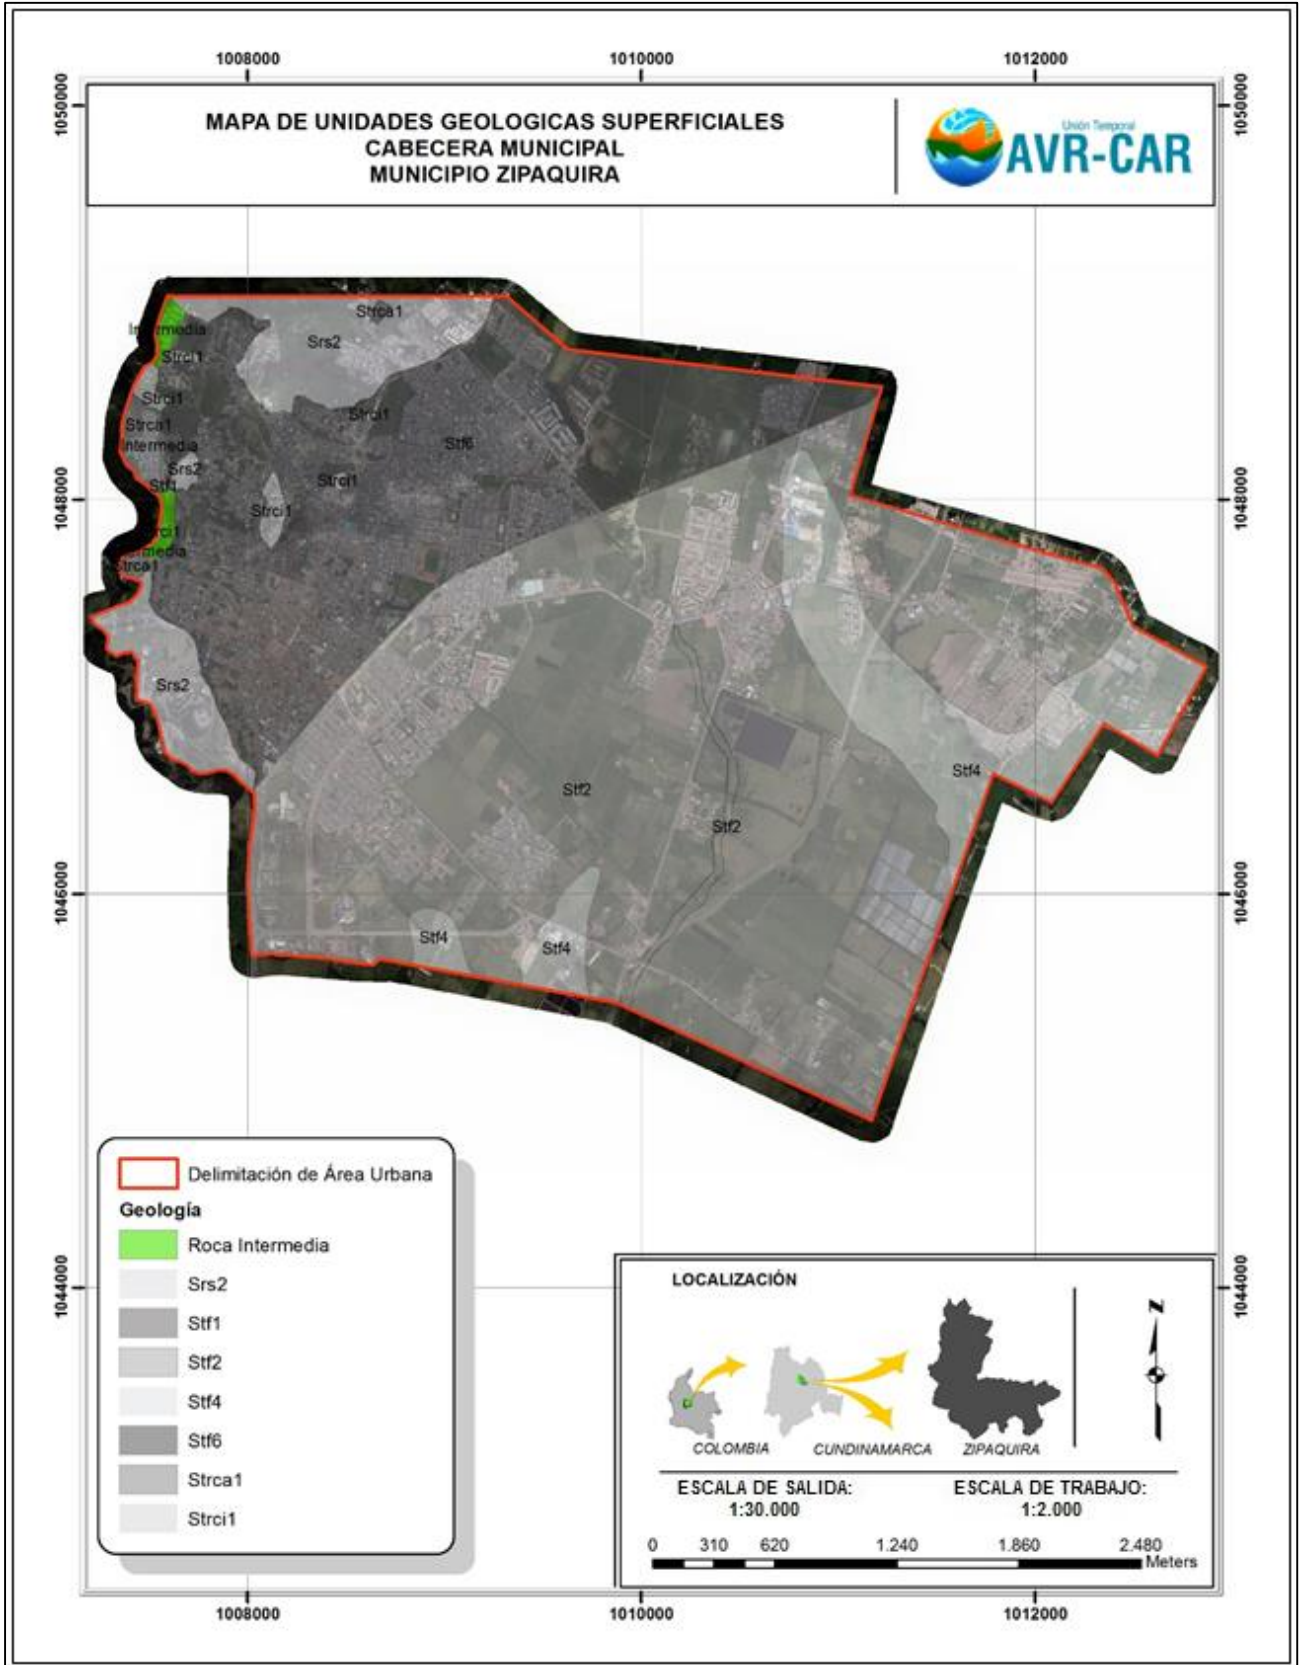 1008000 1010000 1012000
1050000
1050000
MAPA DE UNIDADES GEOLOGICAS SUPERFICIALES
CABECERA MUNICIPAL
MUNICIPIO ZIPAQUIRA
Unión Temporal
AVR-CAR
Strca1
Srs2
Strci1
Strci1
Strci1
Strca1
Intermedia
Stf6
Srs2
Strci1
Stf1
1048000
1048000
Strci1
Strca1
Srs2
Stf4
Stf2
Stf2
1046000
1046000
Stf4
Stf4
Delimitación de Área Urbana
Geología
Roca Intermedia
Srs2
Stf1
Stf2
Stf4
Stf6
Strca1
Strci1
1044000
1044000
LOCALIZACIÓN
N
COLOMBIA CUNDINAMARCA ZIPAQUIRA
ESCALA DE SALIDA: ESCALA DE TRABAJO:
1:30.000 1:2.000
0 310 620 1.240 1.860 2.480
Meters
1008000 1010000 1012000